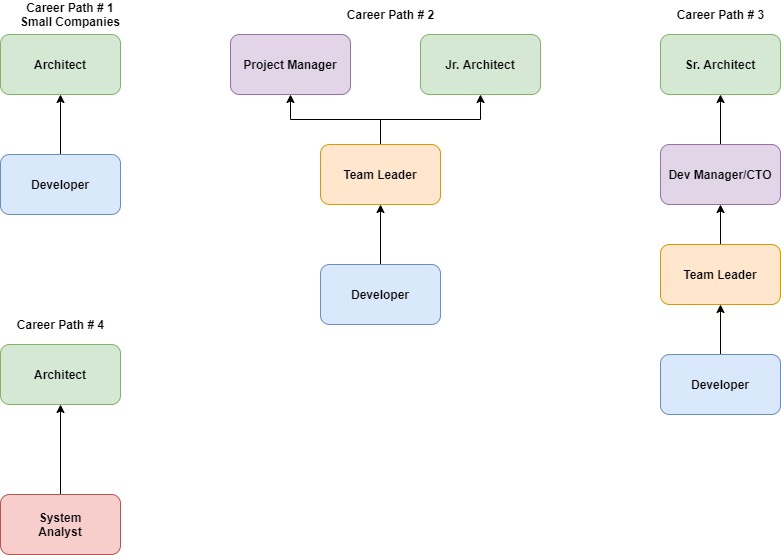 Career Path # 1
Small Companies
Architect
Developer
Career Path # 2
Project Manager
Jr. Architect
Team Leader
Developer
Career Path # 3
Sr. Architect
Dev Manager/CTO
Team Leader
Developer
Career Path # 4
Architect
System
Analyst